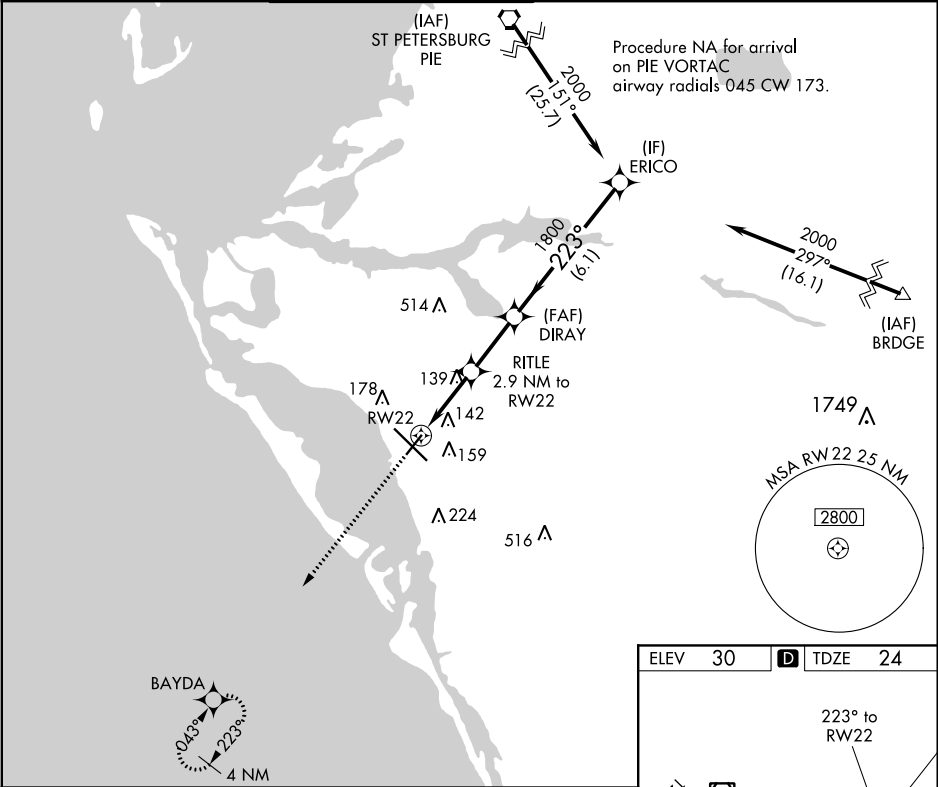 (IAF)
ST PETERSBURG
PIE
Procedure NA for arrival
on PIE VORTAC
airway radials 045 CW 173.
2000
151°
(25.7)
(IF)
ERICO
1800
223°
(6.1)
2000
297°
(16.1)
(IAF)
BRDGE
514
(FAF)
DIRAY
RITLE
2.9 NM to
RW22
139
178
RW22
142
159
1749
MSA RW22 25 NM
2800
224
516
ELEV 30 D TDZE 24
223° to
RW22
BAYDA
043°
223°
4 NM